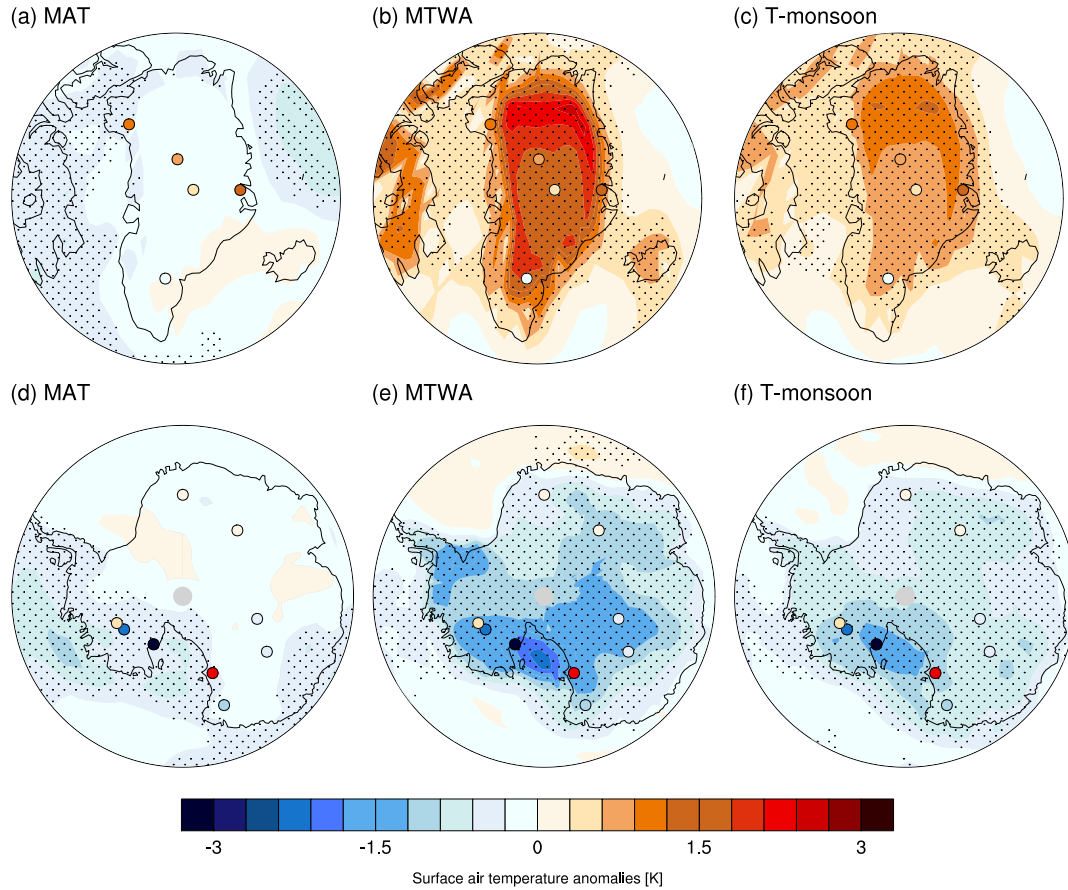 (a) MAT
(b) MTWA
(c) T-monsoon
(d) MAT
(e) MTWA
(f) T-monsoon
-3 -1.5 0 1.5 3
Surface air temperature anomalies [K]